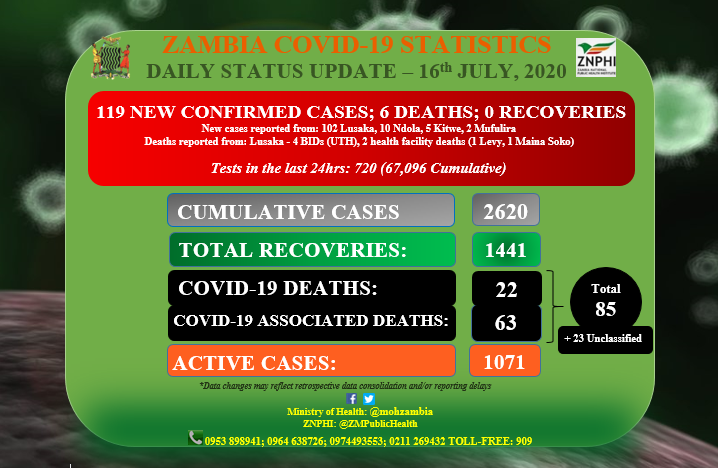 ZAMBIA COVID-19 STATISTICS
ZNPHI
ZAMBIA NATIONAL
PUBLIC HEALTH INSTITUTE
DAILY STATUS UPDATE – 16th JULY, 2020
119 NEW CONFIRMED CASES; 6 DEATHS; 0 RECOVERIES
New cases reported from: 102 Lusaka, 10 Ndola, 5 Kitwe, 2 Mufulira
Deaths reported from: Lusaka - 4 BIDs (UTH), 2 health facility deaths (1 Levy, 1 Maina Soko)
Tests in the last 24hrs: 720 (67,096 Cumulative)
CUMULATIVE CASES 2620
TOTAL RECOVERIES: 1441
COVID-19 DEATHS: 22
COVID-19 ASSOCIATED DEATHS: 63
Total
85
+ 23 Unclassified
ACTIVE CASES: 1071
*Data changes may reflect retrospective data consolidation and/or reporting delays
Ministry of Health: @mohzambia
ZNPHI: @ZMPublicHealth
0953 898941; 0964 638726; 0974493553; 0211 269432 TOLL-FREE: 909